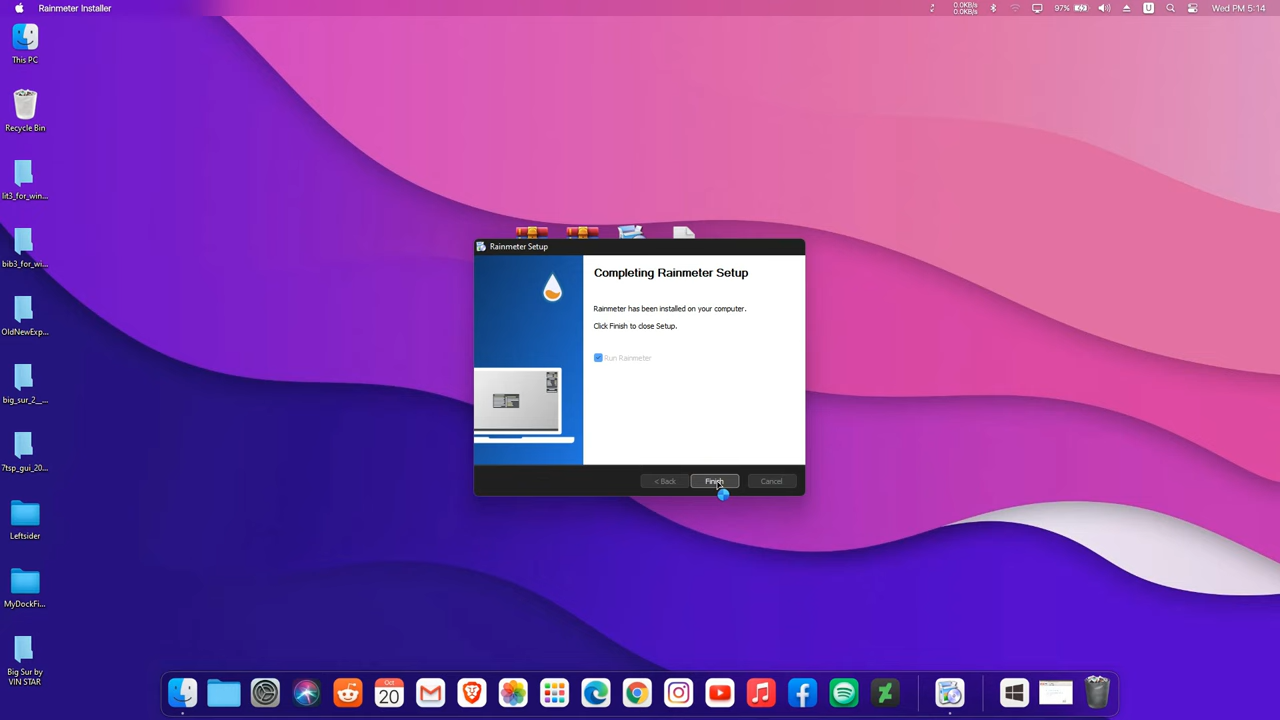 Rainmeter Installer
0.0KB/s
0.0KB/s
97%
U
Wed PM 5:14
This PC
Recycle Bin
lit3_for_win...
bib3_for_wi...
OldNewExp...
big_sur_2__...
7tsp_gui_20...
Leftsider
MyDockFi...
Big Sur by
VIN STAR
Rainmeter Setup
Completing Rainmeter Setup
Rainmeter has been installed on your computer.
Click Finish to close Setup.
Run Rainmeter
< Back
Finish
Cancel
Oct
20